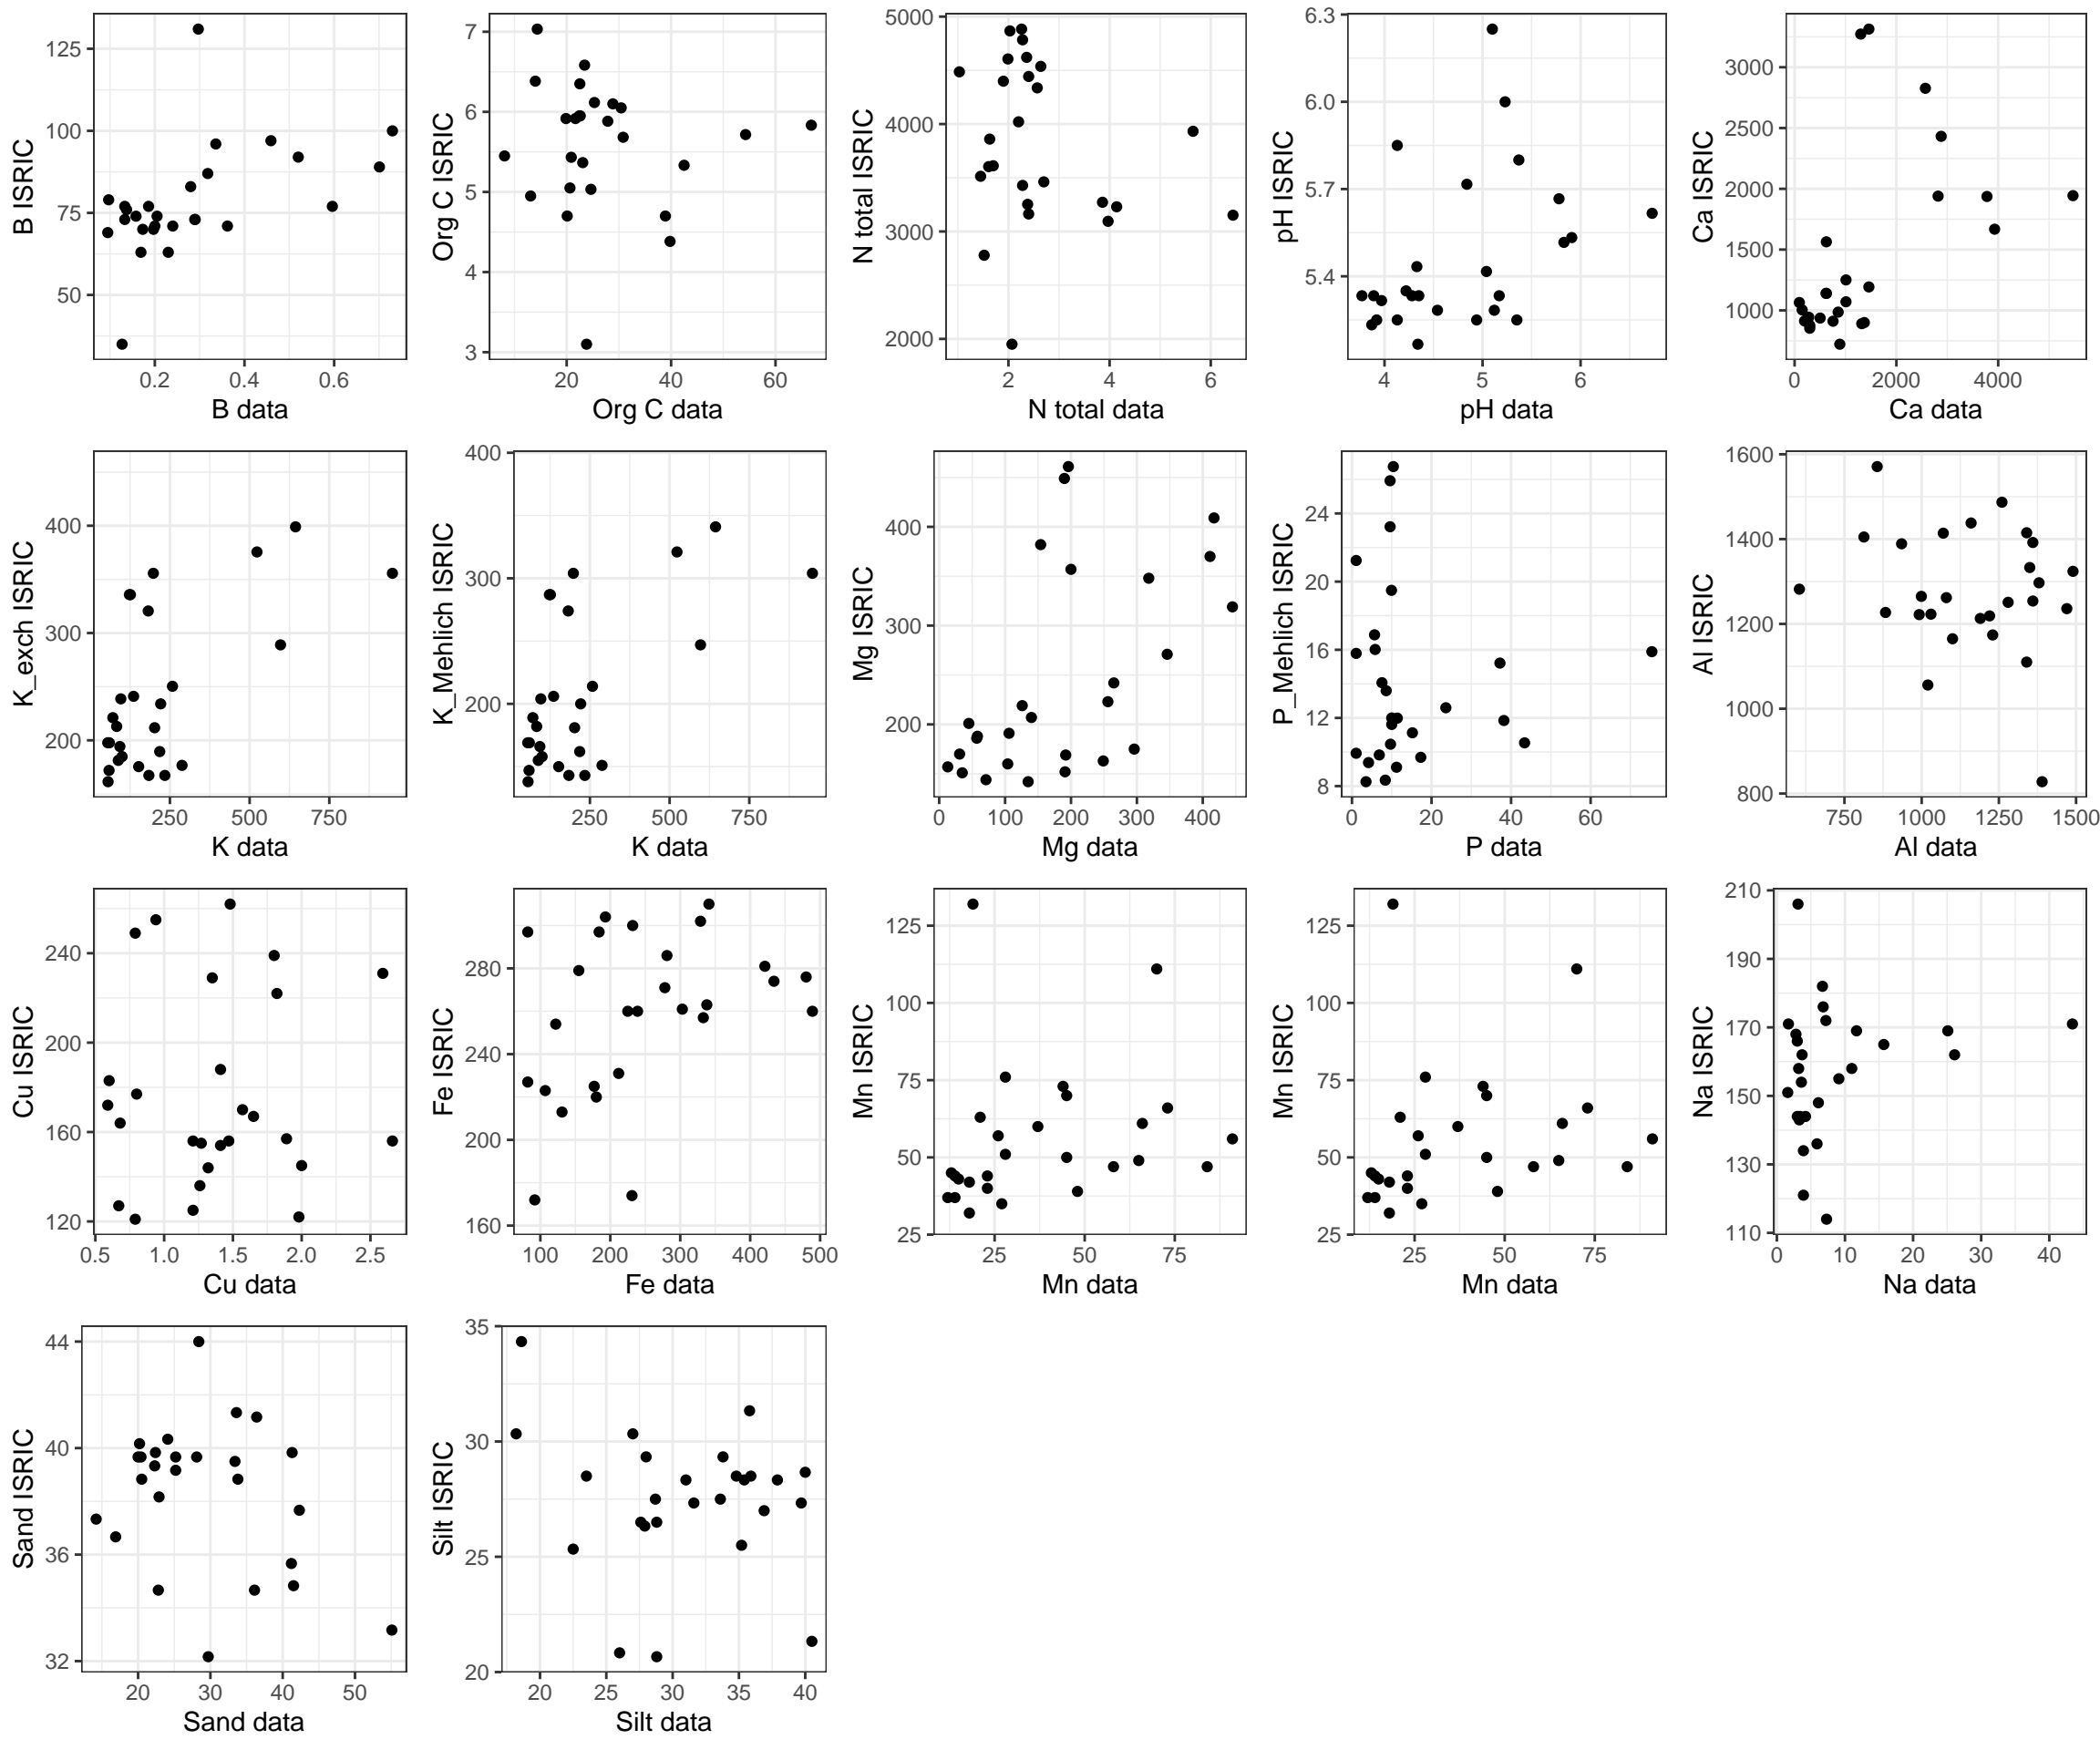 B ISRIC
125
100
75
50
0.2 0.4 0.6
B data
Org C ISRIC
7
6
5
4
3
20 40 60
Org C data
N total ISRIC
5000
4000
3000
2000
2 4 6
N total data
pH ISRIC
6.3
6.0
5.7
5.4
4 5 6
pH data
Ca ISRIC
3000
2500
2000
1500
1000
0 2000 4000
Ca data
K_exch ISRIC
400
300
200
250 500 750
K data
K_Mehlich ISRIC
400
300
200
250 500 750
K data
Mg ISRIC
400
300
200
0 100 200 300 400
Mg data
P_Mehlich ISRIC
24
20
16
12
8
0 20 40 60
P data
Al ISRIC
1600
1400
1200
1000
800
750 1000 1250 1500
Al data
Cu ISRIC
240
200
160
120
0.5 1.0 1.5 2.0 2.5
Cu data
Fe ISRIC
280
240
200
160
100 200 300 400 500
Fe data
Mn ISRIC
125
100
75
50
25
25 50 75
Mn data
Mn ISRIC
125
100
75
50
25
25 50 75
Mn data
Na ISRIC
210
190
170
150
130
110
0 10 20 30 40
Na data
Sand ISRIC
44
40
36
32
20 30 40 50
Sand data
Silt ISRIC
35
30
25
20
20 25 30 35 40
Silt data